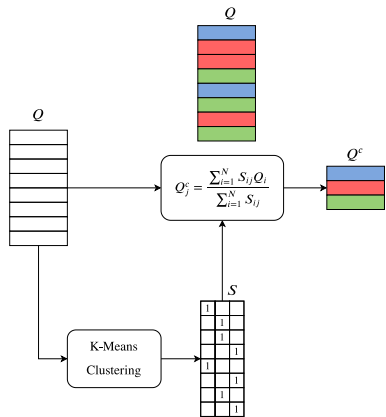 Q
Q
Q^c
Q_j^c = \frac{\sum_{i=1}^{N} S_{ij} Q_i}{\sum_{i=1}^{N} S_{ij}}
S
K-Means
Clustering
1
1
1
1
1
1
1
1